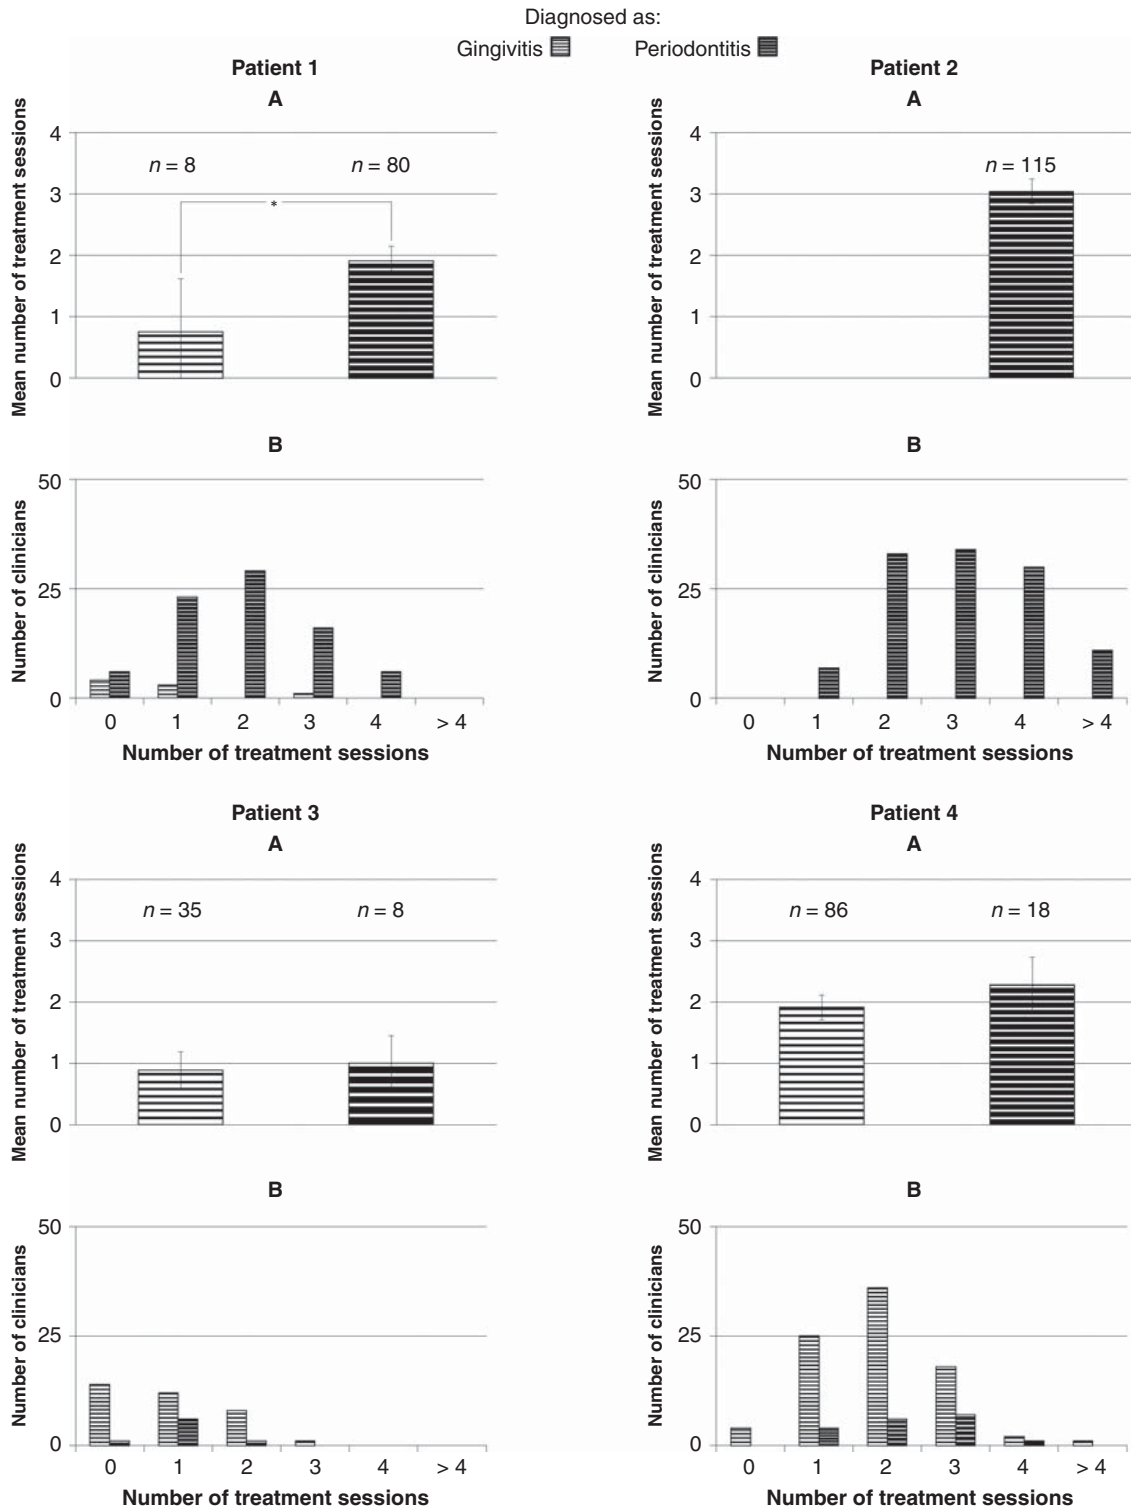 Diagnosed as:
Gingivitis Periodontitis
Patient 1
A
Mean number of treatment sessions
4
3
2
1
0
n = 8
n = 80
*
B
Number of clinicians
50
25
0
0 1 2 3 4 > 4
Number of treatment sessions
Patient 2
A
Mean number of treatment sessions
4
3
2
1
0
n = 115
B
Number of clinicians
50
25
0
0 1 2 3 4 > 4
Number of treatment sessions
Patient 3
A
Mean number of treatment sessions
4
3
2
1
0
n = 35
n = 8
B
Number of clinicians
50
25
0
0 1 2 3 4 > 4
Number of treatment sessions
Patient 4
A
Mean number of treatment sessions
4
3
2
1
0
n = 86
n = 18
B
Number of clinicians
50
25
0
0 1 2 3 4 > 4
Number of treatment sessions